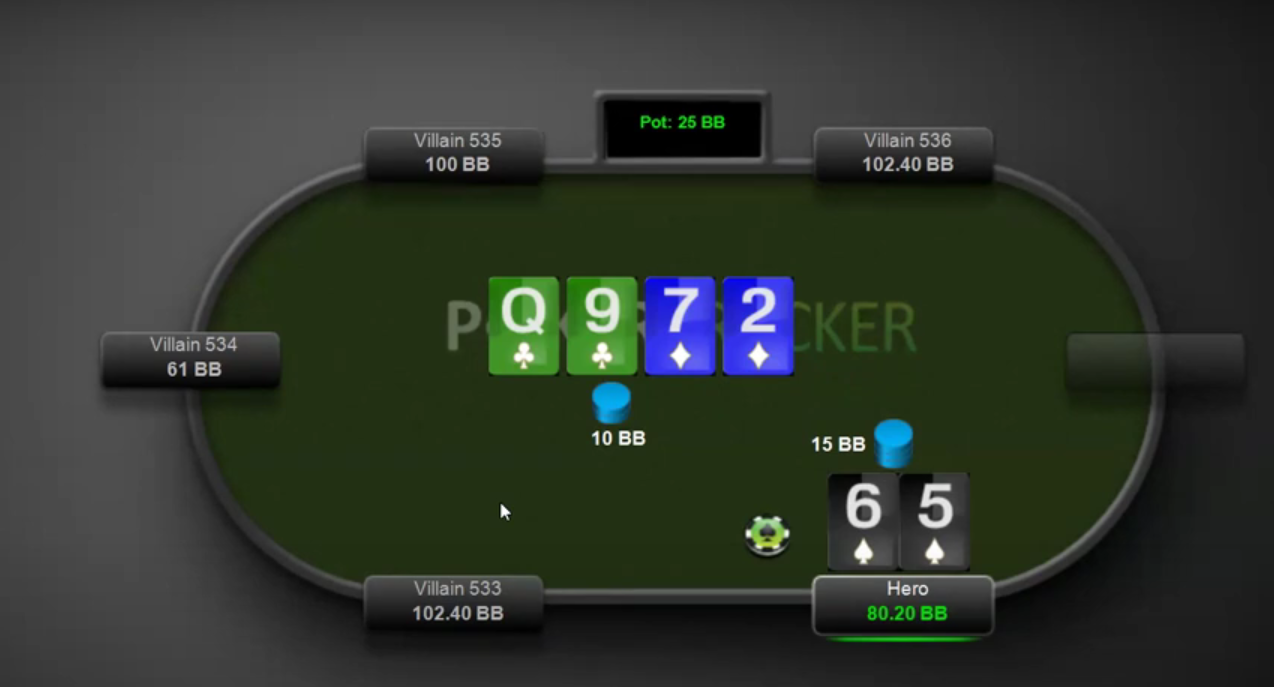 Pot: 25 BB
Villain 535
100 BB
Villain 536
102.40 BB
Q 9 7 2
CKER
Villain 534
61 BB
10 BB
15 BB
6 5
Villain 533
102.40 BB
Hero
80.20 BB